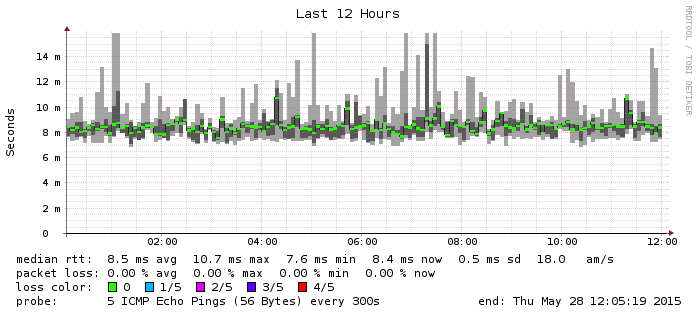 Last 12 Hours
RRDTOOL / TOBI OETIKER
Seconds
14 m
12 m
10 m
8 m
6 m
4 m
2 m
0
02:00 04:00 06:00 08:00 10:00 12:00
median rtt: 8.5 ms avg 10.7 ms max 7.6 ms min 8.4 ms now 0.5 ms sd 18.0 am/s
packet loss: 0.00 % avg 0.00 % max 0.00 % min 0.00 % now
loss color: 0 1/5 2/5 3/5 4/5
probe: 5 ICMP Echo Pings (56 Bytes) every 300s end: Thu May 28 12:05:19 2015